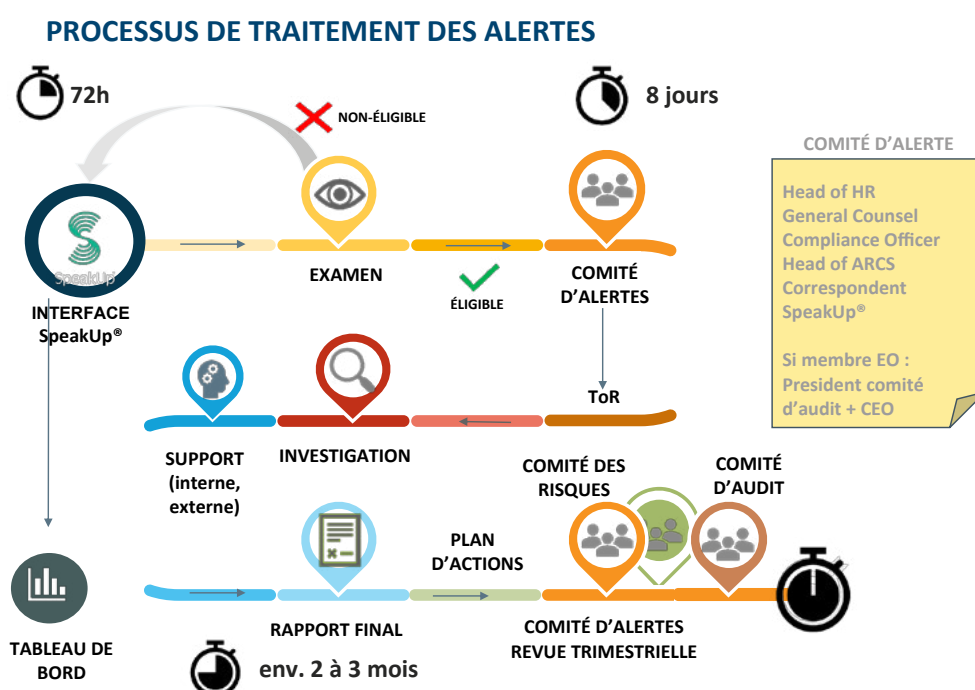 PROCESSUS DE TRAITEMENT DES ALERTES
72h
NON-ÉLIGIBLE
8 jours
COMITÉ D’ALERTE
Head of HR
General Counsel
Compliance Officer
Head of ARCS
Correspondent
SpeakUp®
Si membre EO :
President comité
d’audit + CEO
SpeakUp
INTERFACE
SpeakUp®
EXAMEN
ÉLIGIBLE
COMITÉ
D’ALERTES
ToR
SUPPORT
(interne,
externe)
INVESTIGATION
COMITÉ DES
RISQUES
COMITÉ
D’AUDIT
PLAN
D’ACTIONS
RAPPORT FINAL
COMITÉ D’ALERTES
REVUE TRIMESTRIELLE
TABLEAU DE
BORD
env. 2 à 3 mois